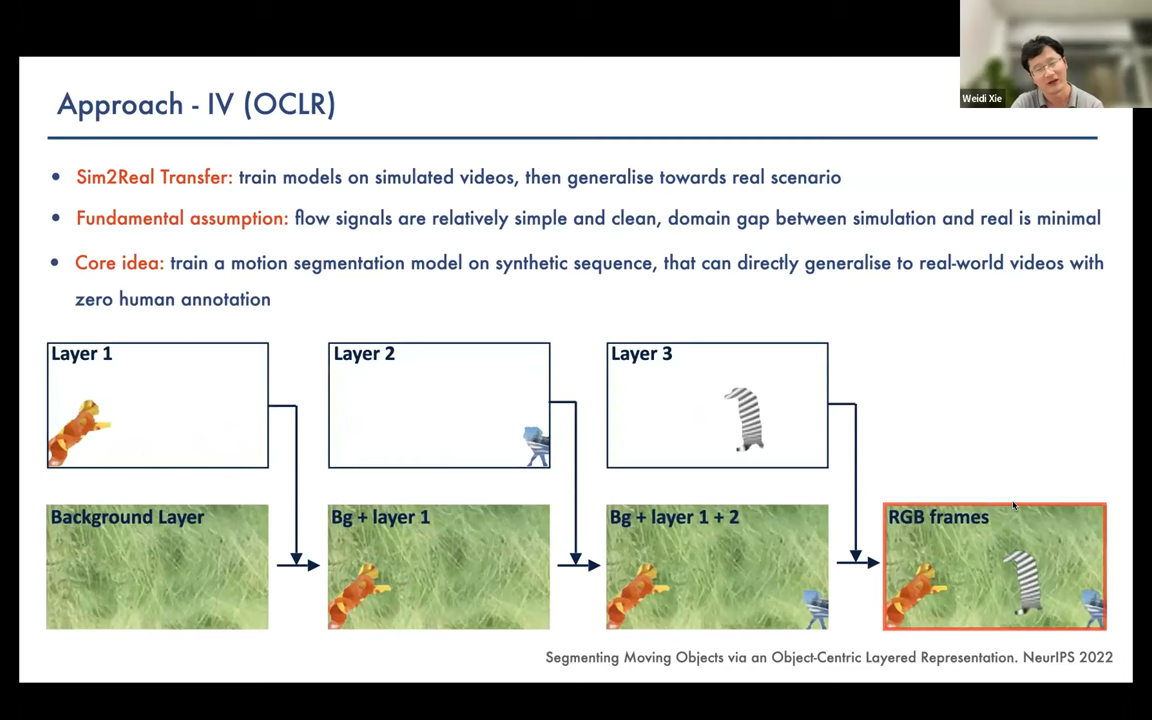 Weidi Xie
Approach - IV (OCLR)
• Sim2Real Transfer: train models on simulated videos, then generalise towards real scenario
• Fundamental assumption: flow signals are relatively simple and clean, domain gap between simulation and real is minimal
• Core idea: train a motion segmentation model on synthetic sequence, that can directly generalise to real-world videos with
zero human annotation
Layer 1
Layer 2
Layer 3
Background Layer
Bg + layer 1
Bg + layer 1 + 2
RGB frames
Segmenting Moving Objects via an Object-Centric Layered Representation. NeurIPS 2022